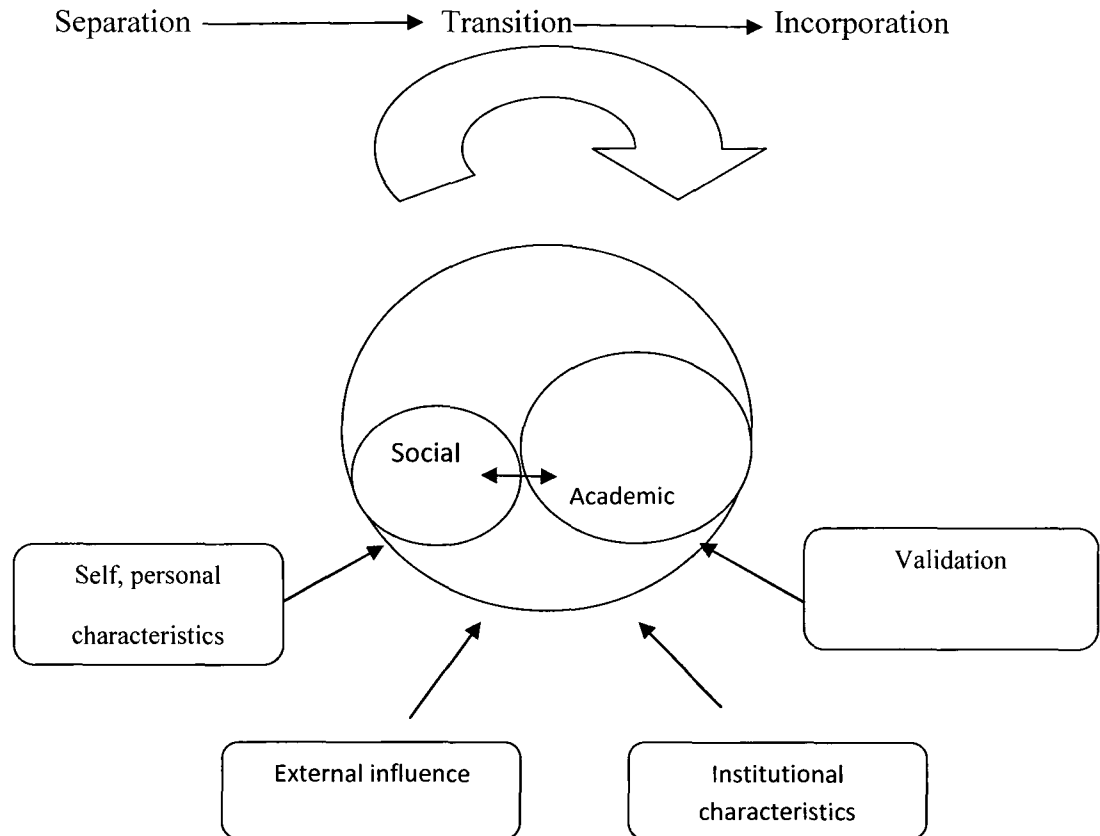 Separation Transition Incorporation
Social
Academic
Self, personal
characteristics
Validation
External influence
Institutional
characteristics